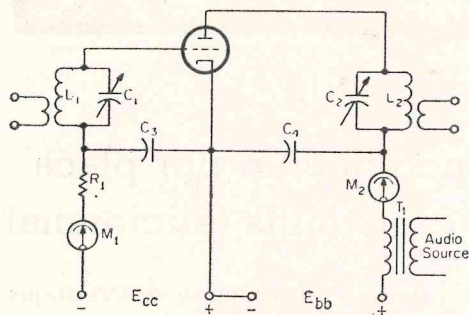 L₁
C₁
C₂
L₂
C₃
C₄
R₁
M₂
T₁
M₁
Audio
Source
- Ecc + - Ebb +